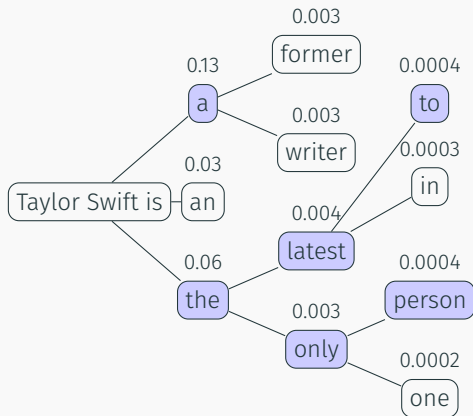 0.003
former
0.13
a
0.0004
to
0.003
writer
0.03
Taylor Swift is
an
0.0003
in
0.004
latest
0.06
the
0.0004
person
0.003
only
0.0002
one